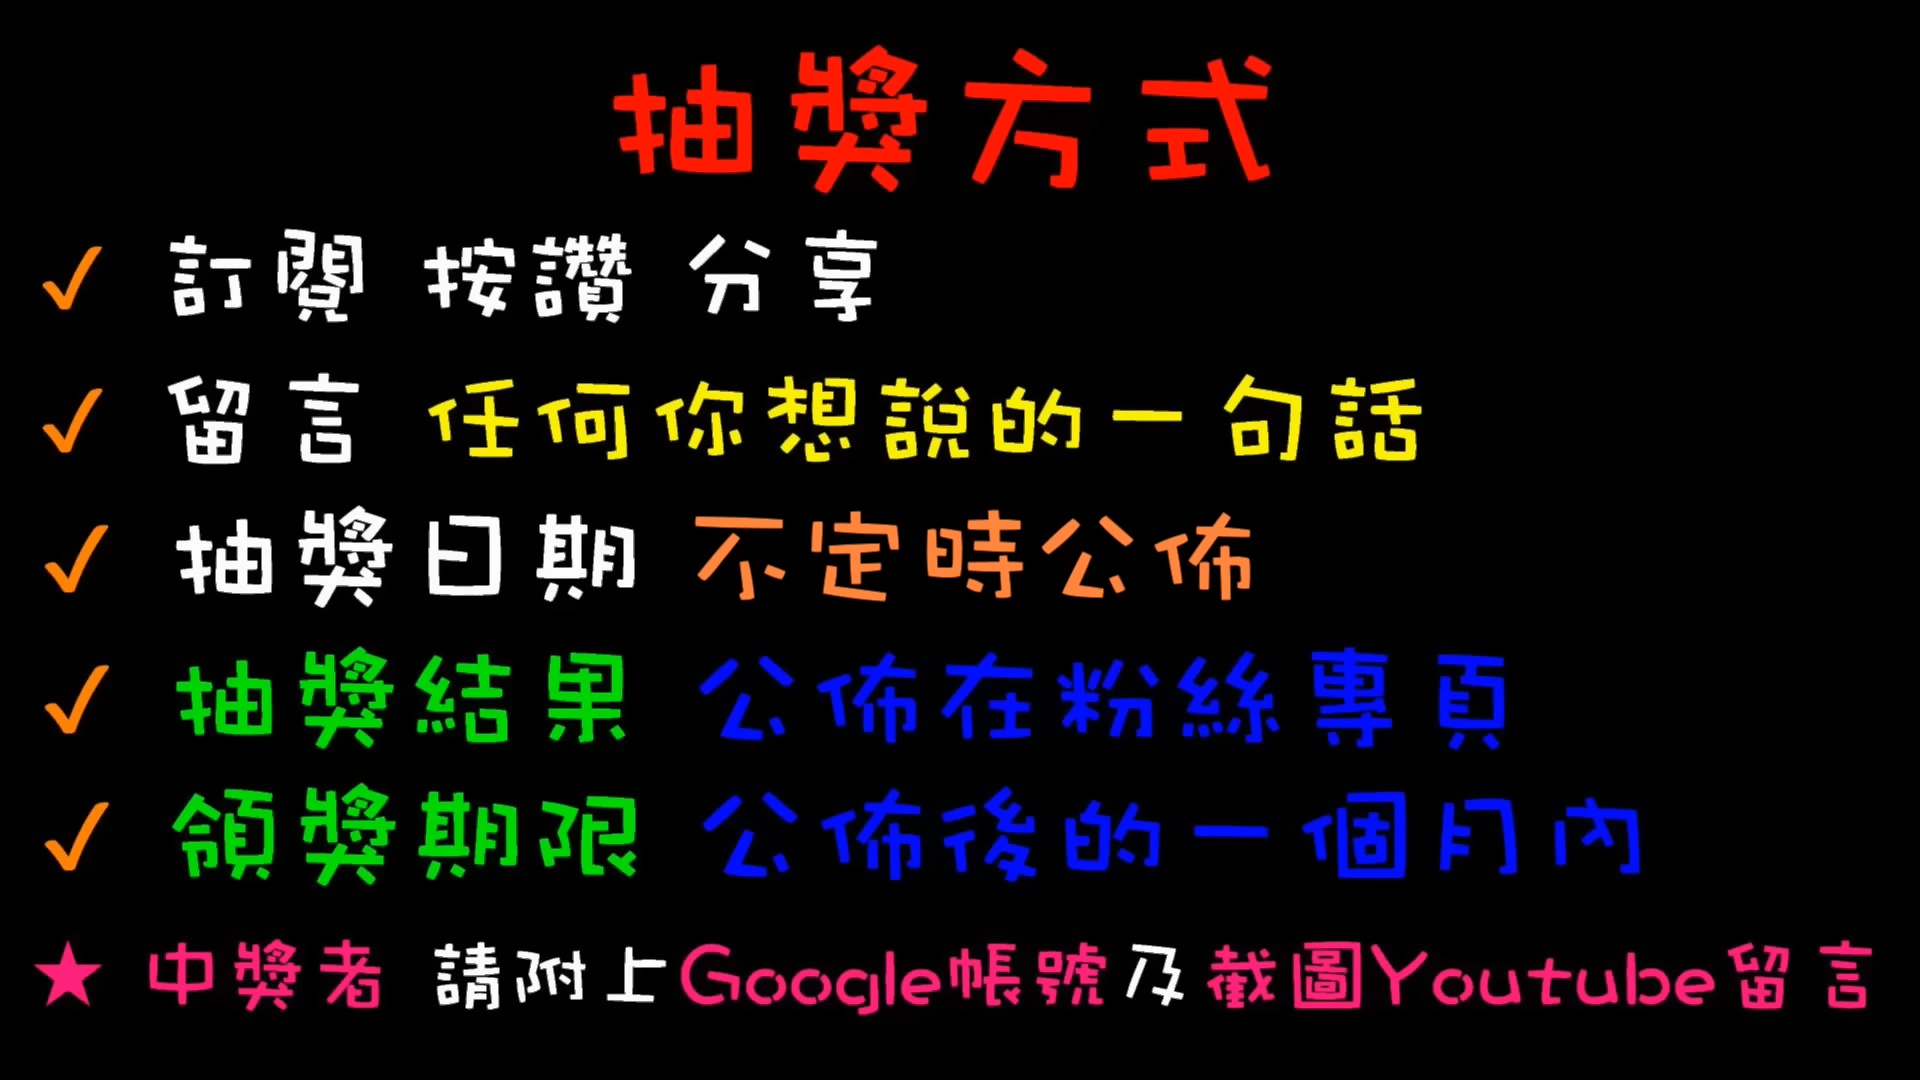 抽獎方式
✓ 訂閱 按讚 分享
✓ 留言 任何你想說的一句話
✓ 抽獎日期 不定時公佈
✓ 抽獎結果 公佈在粉絲專頁
✓ 領獎期限 公佈後的一個月內
★ 中獎者 請附上Google帳號及截圖Youtube留言